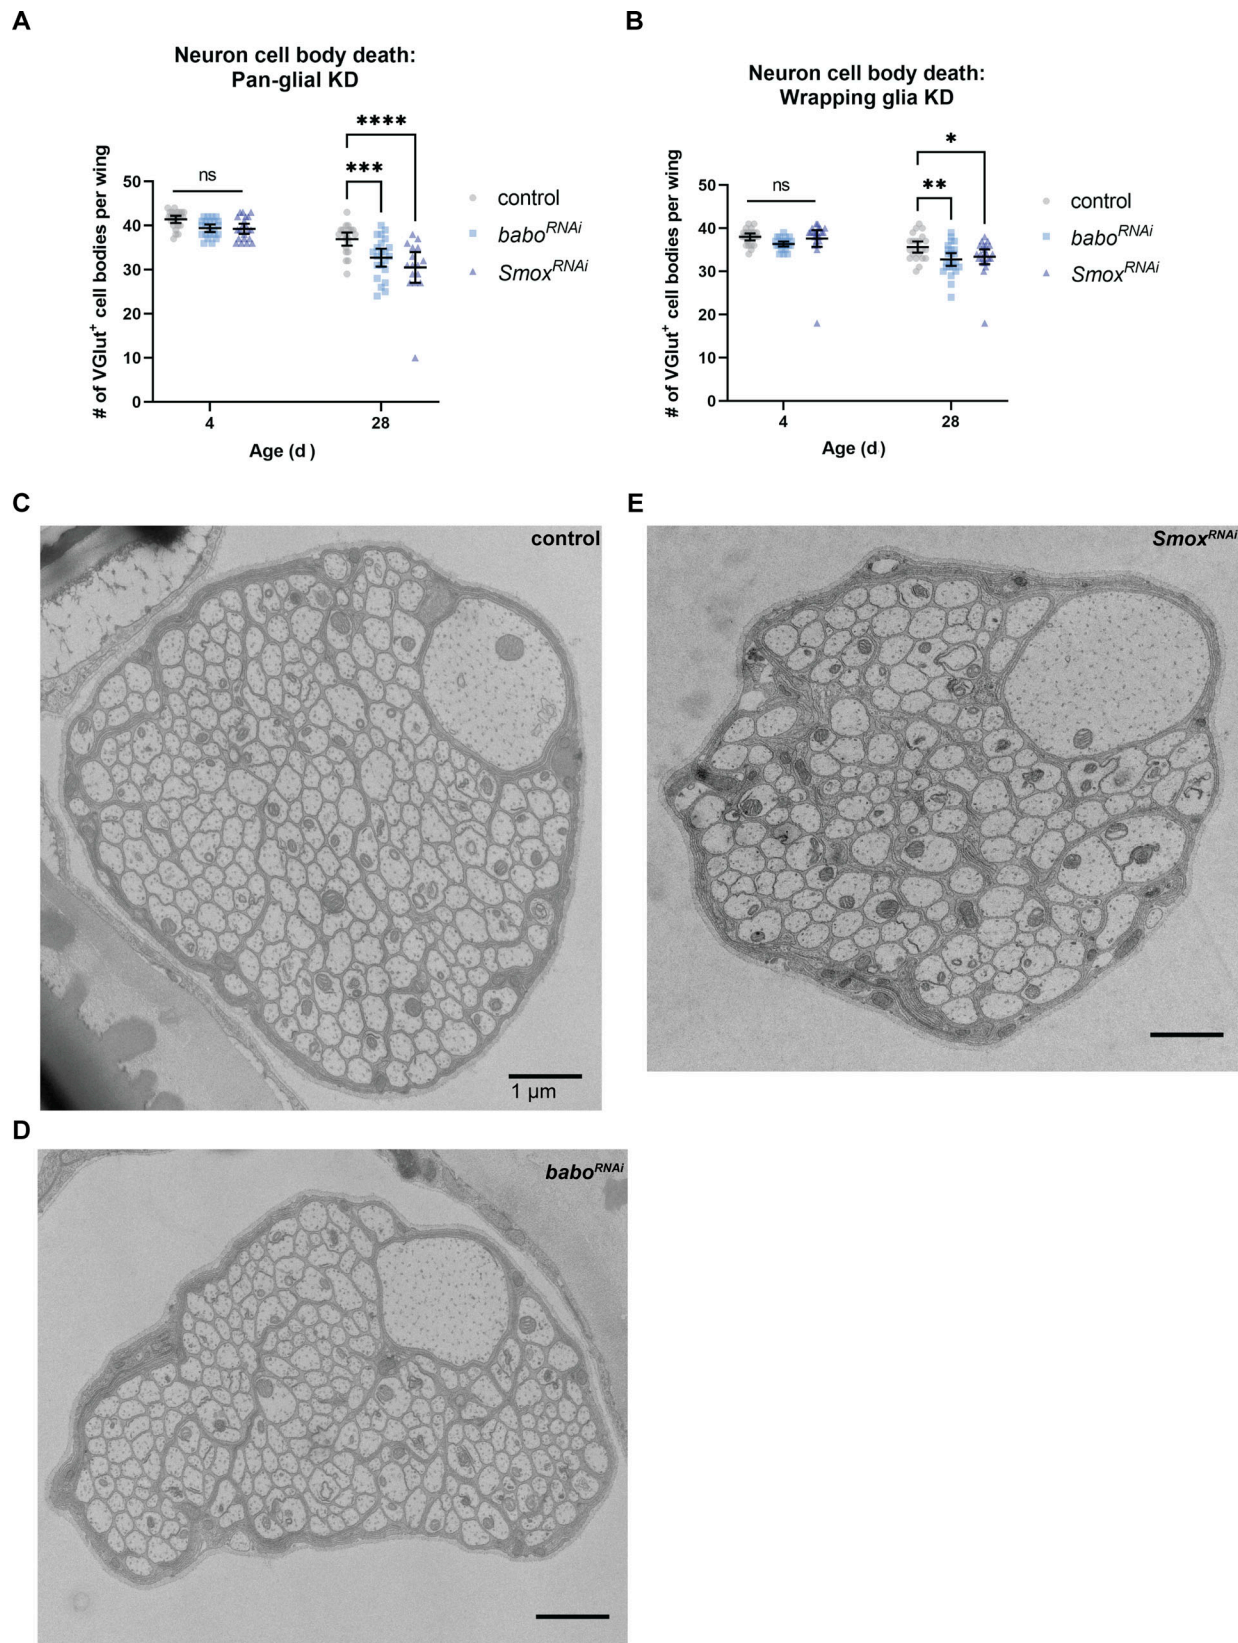 A
Neuron cell body death:
Pan-glial KD
# of VGlut+ cell bodies per wing
50
40
30
20
10
0
ns
***
****
4
28
Age (d)
control
baboRNAi
SmoxRNAi
B
Neuron cell body death:
Wrapping glia KD
# of VGlut+ cell bodies per wing
50
40
30
20
10
0
ns
**
*
4
28
Age (d)
control
baboRNAi
SmoxRNAi
C
control
1 µm
E
SmoxRNAi
D
baboRNAi